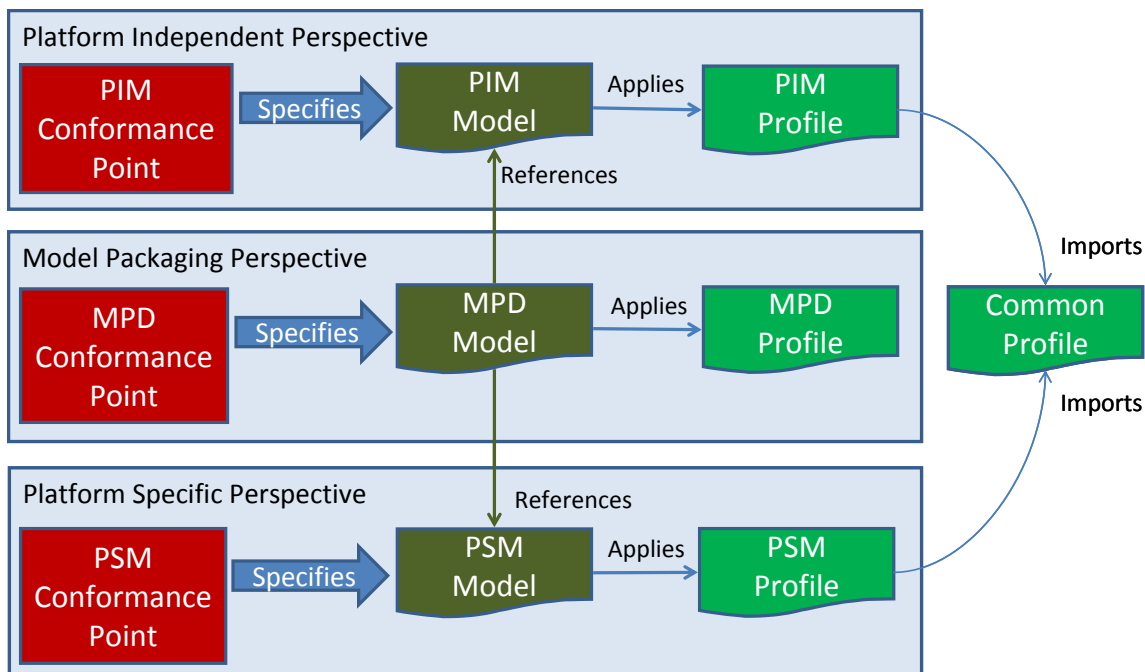 Platform Independent Perspective
PIM
Conformance
Point
Specifies
PIM
Model
Applies
PIM
Profile
References
Imports
Model Packaging Perspective
MPD
Conformance
Point
Specifies
MPD
Model
Applies
MPD
Profile
Common
Profile
Imports
Platform Specific Perspective
References
PSM
Conformance
Point
Specifies
PSM
Model
Applies
PSM
Profile